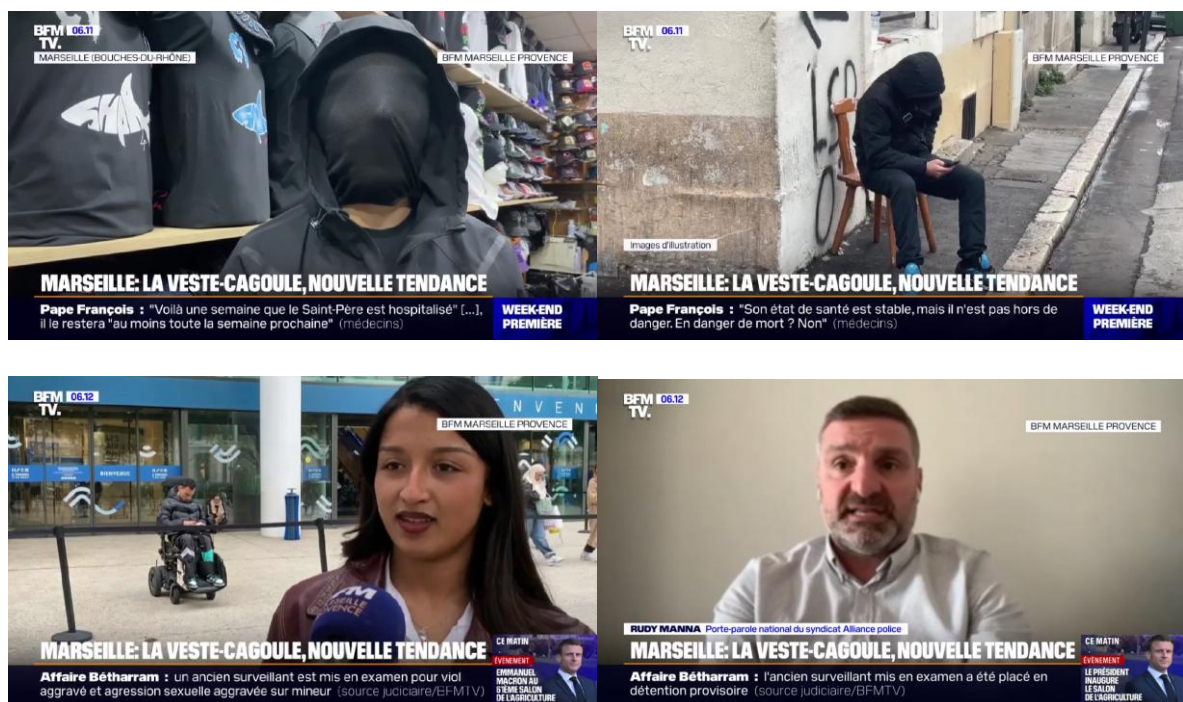 BFM 06.11
TV.
MARSEILLE (BOUCHES-DU-RHÔNE)
BFM MARSEILLE PROVENCE
SHARK
MARSEILLE: LA VESTE-CAGOULE, NOUVELLE TENDANCE
Pape François : "Voilà une semaine que le Saint-Père est hospitalisé" [...],
il le restera "au moins toute la semaine prochaine" (médecins)
WEEK-END
PREMIÈRE
BFM 06.11
TV.
BFM MARSEILLE PROVENCE
Images d'illustration
MARSEILLE: LA VESTE-CAGOULE, NOUVELLE TENDANCE
Pape François : "Son état de santé est stable, mais il n'est pas hors de
danger. En danger de mort ? Non" (médecins)
WEEK-END
PREMIÈRE
BFM 06.12
TV.
NVEN
BFM MARSEILLE PROVENCE
BIENVENUE
BFM
MARSEILLE
PROVENCE
MARSEILLE: LA VESTE-CAGOULE, NOUVELLE TENDANCE
Affaire Bétharram : un ancien surveillant est mis en examen pour viol
aggravé et agression sexuelle aggravée sur mineur (source judiciaire/BFMTV)
CE MATIN
ÉVÉNEMENT
EMMANUEL
MACRON AU
61ÈME SALON
DE L'AGRICULTURE
BFM 06.12
TV.
BFM MARSEILLE PROVENCE
RUDY MANNA Porte-parole national du syndicat Alliance police
MARSEILLE: LA VESTE-CAGOULE, NOUVELLE TENDANCE
Affaire Bétharram : l'ancien surveillant mis en examen a été placé en
détention provisoire (source judiciaire/BFMTV)
CE MATIN
ÉVÉNEMENT
LE PRÉSIDENT
INAUGURE
LE SALON
DE L'AGRICULTURE